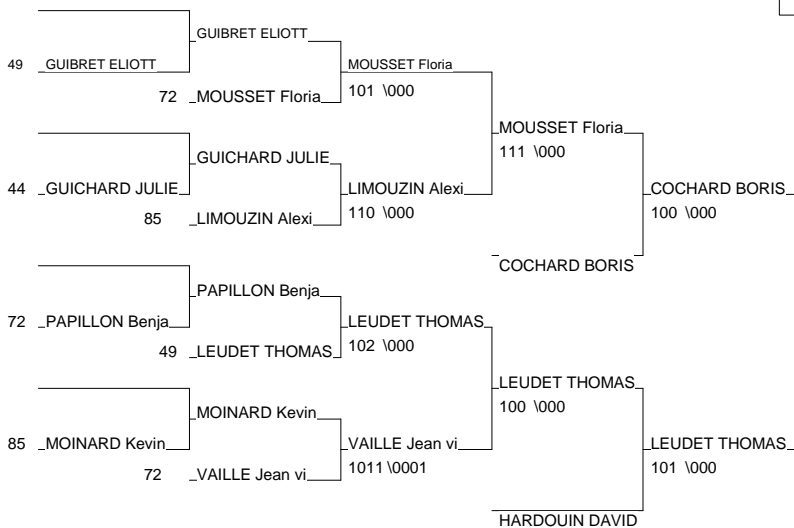 GUIBRET ELIOTT
49 GUIBRET ELIOTT
MOUSSET Floria
72 MOUSSET Floria
101 \000
MOUSSET Floria
111 \000
GUICHARD JULIE
44 GUICHARD JULIE
LIMOUZIN Alexi
COCHARD BORIS
85 LIMOUZIN Alexi
110 \000
100 \000
COCHARD BORIS
PAPILLON Benja
72 PAPILLON Benja
LEUDET THOMAS
49 LEUDET THOMAS
102 \000
LEUDET THOMAS
100 \000
MOINARD Kevin
85 MOINARD Kevin
VAILLE Jean vi
LEUDET THOMAS
72 VAILLE Jean vi
1011 \0001
101 \000
HARDOUIN DAVID